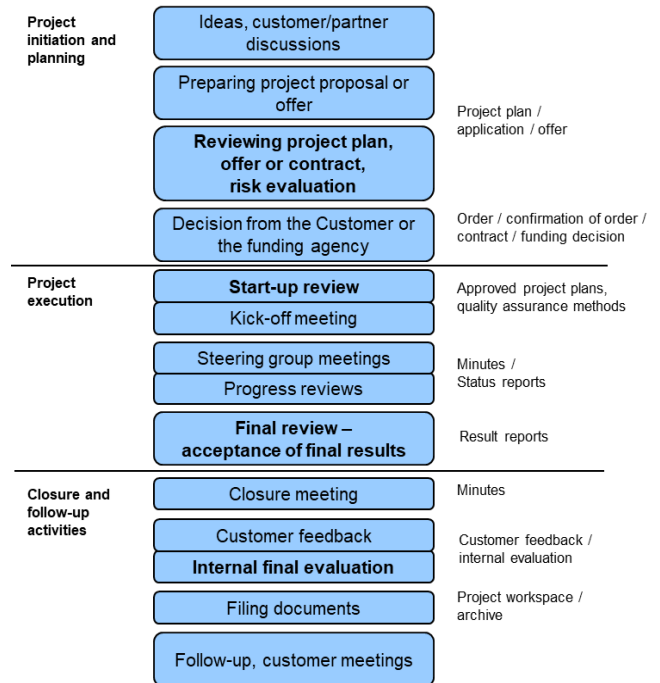 Project
initiation and
planning
Ideas, customer/partner
discussions
Preparing project proposal or
offer
Project plan /
application / offer
Reviewing project plan,
offer or contract,
risk evaluation
Decision from the Customer or
the funding agency
Order / confirmation of order /
contract / funding decision
Project
execution
Start-up review
Kick-off meeting
Approved project plans,
quality assurance methods
Steering group meetings
Progress reviews
Minutes /
Status reports
Final review –
acceptance of final results
Result reports
Closure and
follow-up
activities
Closure meeting
Minutes
Customer feedback
Internal final evaluation
Customer feedback /
internal evaluation
Filing documents
Project workspace /
archive
Follow-up, customer meetings